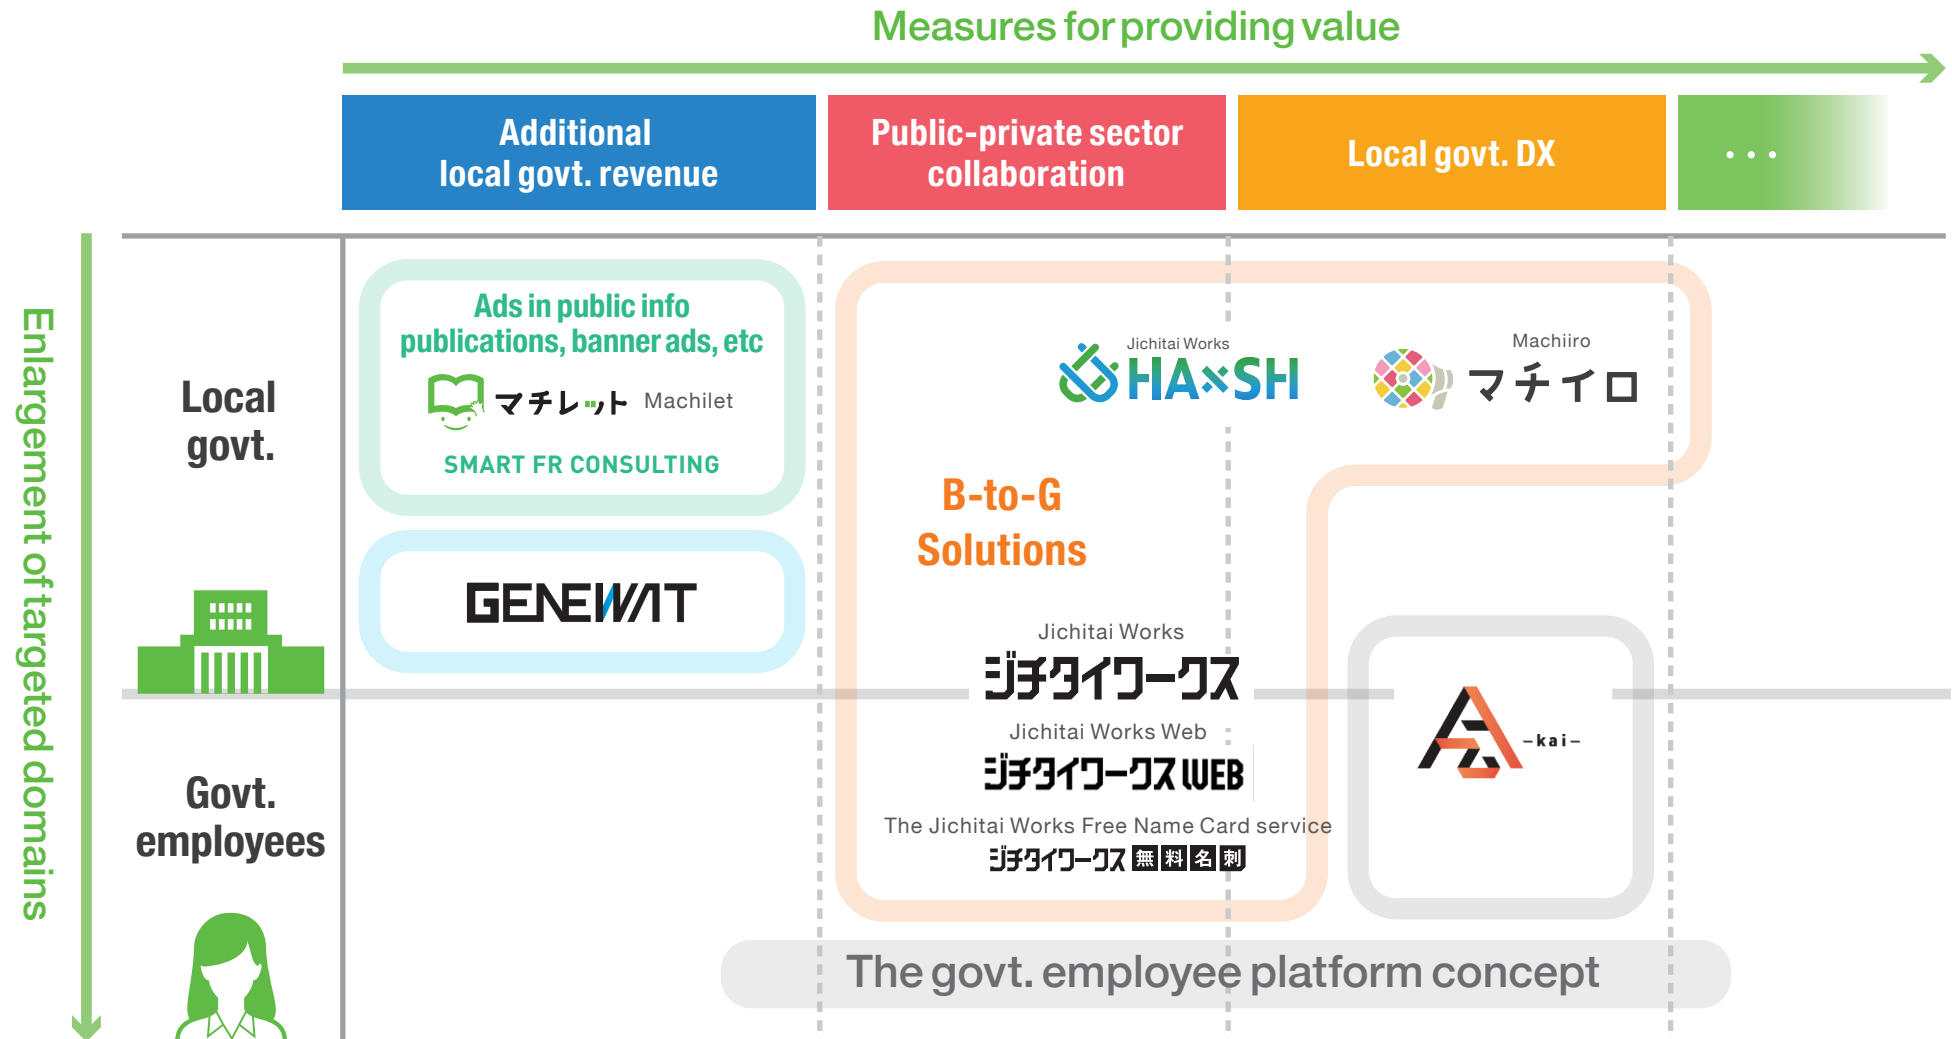 Measures for providing value
Additional
local govt. revenue
Public-private sector
collaboration
Local govt. DX
・・・
Enlargement of targeted domains
Local
govt.
Ads in public info
publications, banner ads, etc
マチレット Machilet
SMART FR CONSULTING
GENEWAT
Jichitai Works
HA×SH
Machiiro
マチイロ
B-to-G
Solutions
Jichitai Works
ジチタイワークス
Jichitai Works Web
ジチタイワークス WEB
The Jichitai Works Free Name Card service
ジチタイワークス 無料名刺
-kai-
Govt.
employees
The govt. employee platform concept